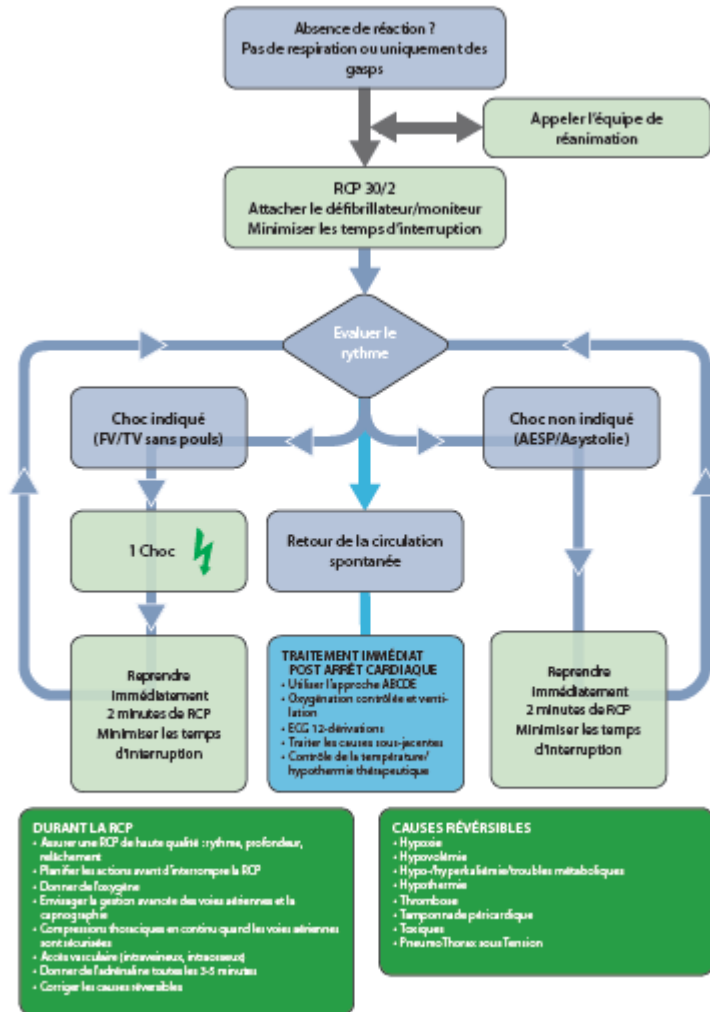 Absence de réaction ?
Pas de respiration ou uniquement des
gasps
Appeler l'équipe de
réanimation
RCP 30/2
Attacher le défibrillateur/moniteur
Minimiser les temps d'interruption
Evaluer le
rythme
Choc indiqué
(FV/TV sans pouls)
Choc non indiqué
(AESP/Asystolie)
1 Choc
Retour de la circulation
spontanée
Reprendre
immédiatement
2 minutes de RCP
Minimiser les temps
d'interruption
TRAITEMENT IMMÉDIAT
POST ARRÊT CARDIAQUE
• Utiliser l'approche ABCDE
• Oxygénation contrôlée et venti-
lation
• ECG 12-dérivations
• Traiter les causes sous-jacentes
• Contrôle de la température/
hypothermie thérapeutique
Reprendre
immédiatement
2 minutes de RCP
Minimiser les temps
d'interruption
DURANT LA RCP
• Assurer une RCP de haute qualité : rythme, profondeur,
relâchement
• Planifier les actions avant d'interrompre la RCP
• Donner de l'oxygène
• Envisager la gestion avancée des voies aériennes et la
capnographie
• Compressions thoraciques en continu quand les voies aériennes
sont sécurisées
• Accès vasculaire (intraveineux, intraosseux)
• Donner de l'adrénaline toutes les 3-5 minutes
• Corriger les causes réversibles
CAUSES RÉVERSIBLES
• Hypoxie
• Hypovolémie
• Hypo-/hyperkaliémie/troubles métaboliques
• Hypothermie
• Thrombose
• Tamponnade péricardique
• Toxiques
• PneumoThorax sous Tension